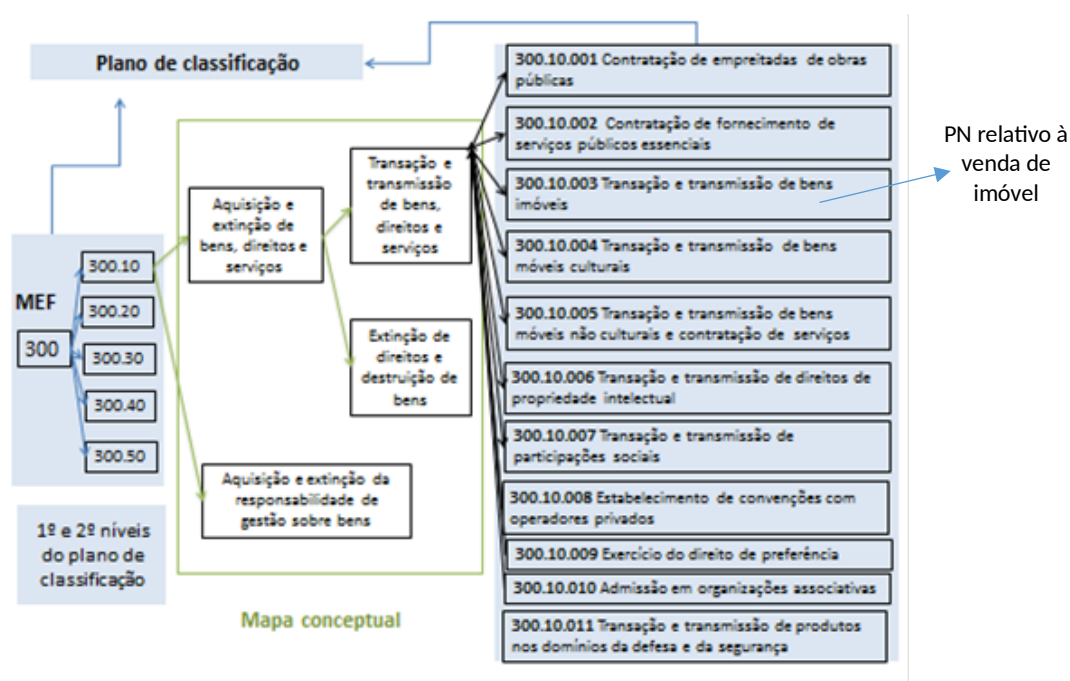 Plano de classificação
MEF
300
300.10
300.20
300.30
300.40
300.50
1º e 2º níveis
do plano de
classificação
Aquisição e
extinção de
bens, direitos e
serviços
Transação e
transmissão
de bens,
direitos e
serviços
Extinção de
direitos e
destruição de
bens
Aquisição e extinção da
responsabilidade de
gestão sobre bens
Mapa conceptual
300.10.001 Contratação de empreitadas de obras
públicas
300.10.002 Contratação de fornecimento de
serviços públicos essenciais
300.10.003 Transação e transmissão de bens
imóveis
300.10.004 Transação e transmissão de bens
móveis culturais
300.10.005 Transação e transmissão de bens
móveis não culturais e contratação de serviços
300.10.006 Transação e transmissão de direitos de
propriedade intelectual
300.10.007 Transação e transmissão de
participações sociais
300.10.008 Estabelecimento de convenções com
operadores privados
300.10.009 Exercício do direito de preferência
300.10.010 Admissão em organizações associativas
300.10.011 Transação e transmissão de produtos
nos domínios da defesa e da segurança
PN relativo à
venda de
imóvel